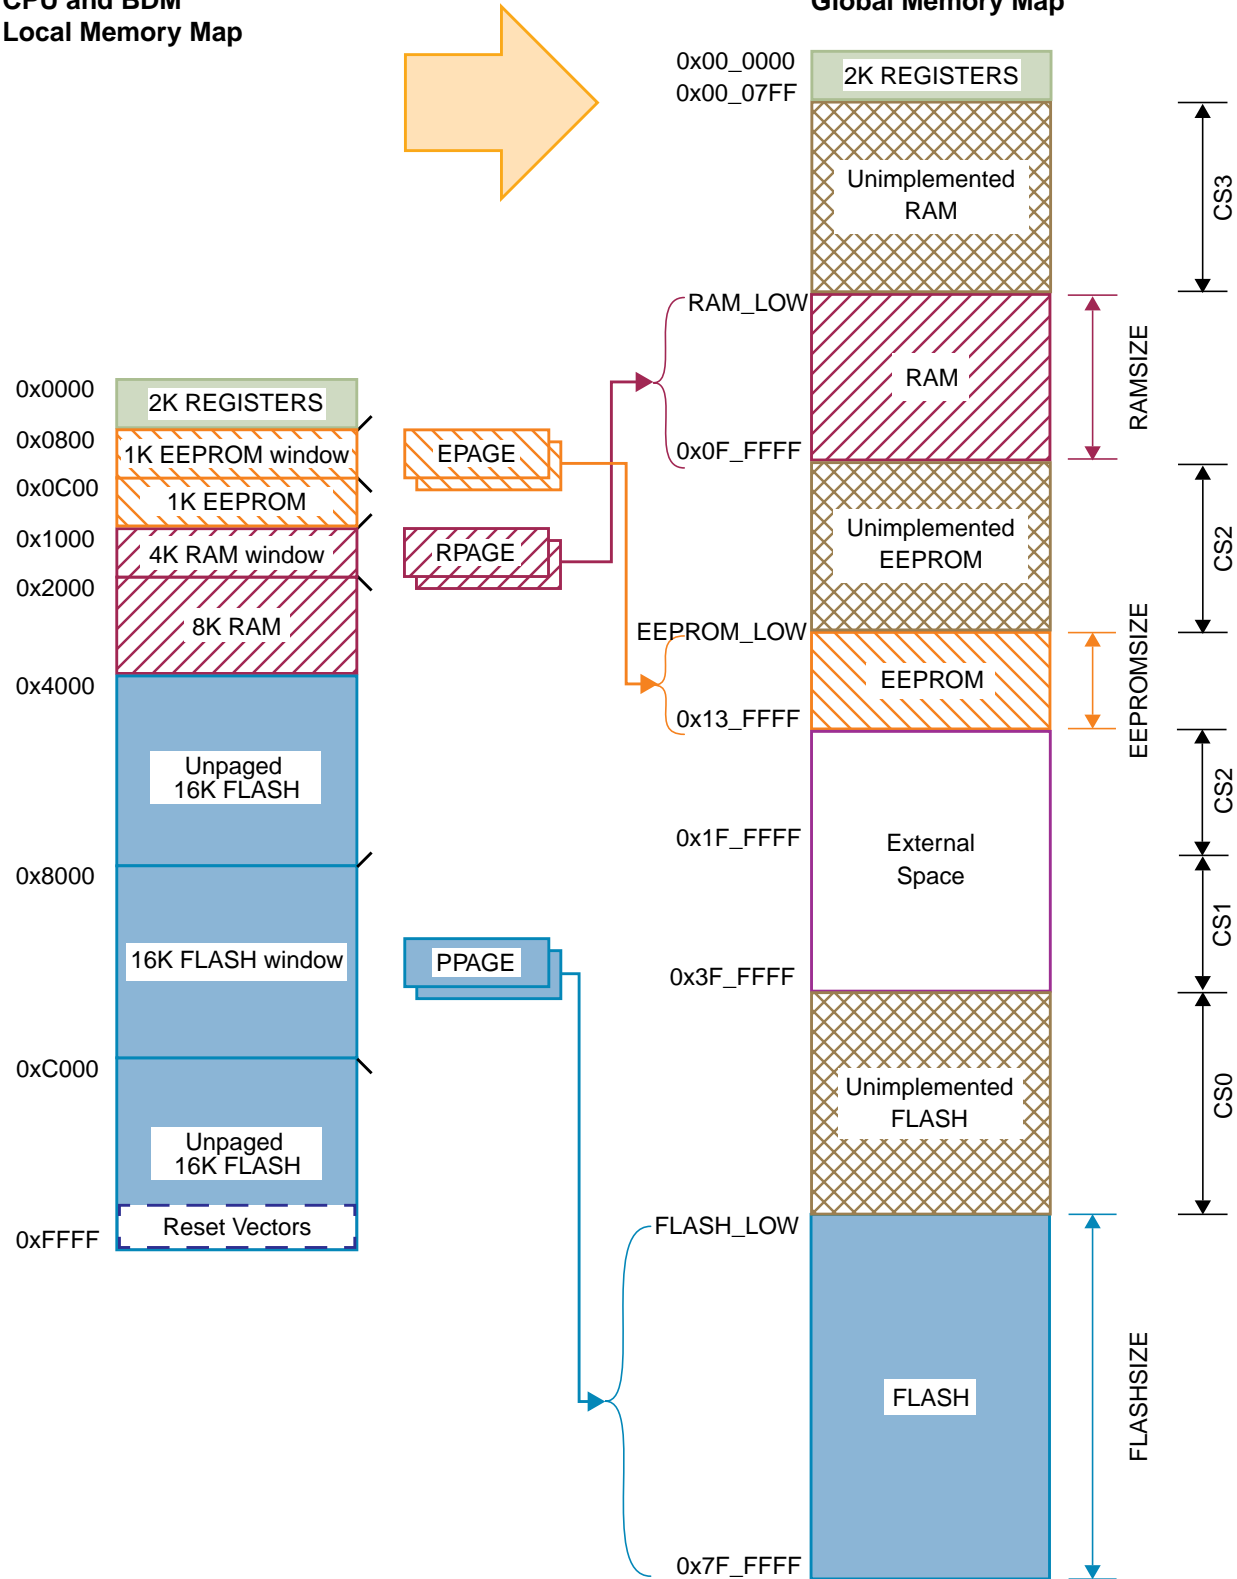 CPU and BDM
Local Memory Map
Global Memory Map
0x0000
2K REGISTERS
0x0800
1K EEPROM window
0x0C00
1K EEPROM
0x1000
4K RAM window
0x2000
8K RAM
0x4000
Unpaged
16K FLASH
0x8000
16K FLASH window
0xC000
Unpaged
16K FLASH
Reset Vectors
0xFFFF
EPAGE
RPAGE
PPAGE
0x00_0000
2K REGISTERS
0x00_07FF
Unimplemented
RAM
CS3
RAM_LOW
RAM
RAMSIZE
0x0F_FFFF
Unimplemented
EEPROM
CS2
EEPROM_LOW
EEPROM
EEPROMSIZE
0x13_FFFF
CS2
0x1F_FFFF
External
Space
CS1
0x3F_FFFF
Unimplemented
FLASH
CS0
FLASH_LOW
FLASH
FLASHSIZE
0x7F_FFFF